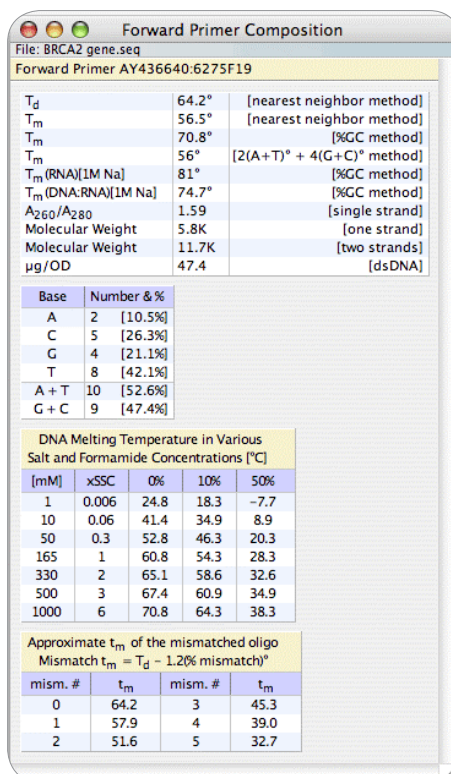 Forward Primer Composition
File: BRCA2 gene.seq
Forward Primer AY436640:6275F19
Td 64.2° [nearest neighbor method]
Tm 56.5° [nearest neighbor method]
Tm 70.8° [%GC method]
Tm 56° [2(A+T)° + 4(G+C)° method]
Tm(RNA)[1M Na] 81° [%GC method]
Tm(DNA:RNA)[1M Na] 74.7° [%GC method]
A260/A280 1.59 [single strand]
Molecular Weight 5.8K [one strand]
Molecular Weight 11.7K [two strands]
µg/OD 47.4 [dsDNA]
Base Number & %
A 2 [10.5%]
C 5 [26.3%]
G 4 [21.1%]
T 8 [42.1%]
A + T 10 [52.6%]
G + C 9 [47.4%]
DNA Melting Temperature in Various
Salt and Formamide Concentrations [°C]
[mM] xSSC 0% 10% 50%
1 0.006 24.8 18.3 −7.7
10 0.06 41.4 34.9 8.9
50 0.3 52.8 46.3 20.3
165 1 60.8 54.3 28.3
330 2 65.1 58.6 32.6
500 3 67.4 60.9 34.9
1000 6 70.8 64.3 38.3
Approximate tm of the mismatched oligo
Mismatch tm = Td − 1.2(% mismatch)°
mism. # tm mism. # tm
0 64.2 3 45.3
1 57.9 4 39.0
2 51.6 5 32.7